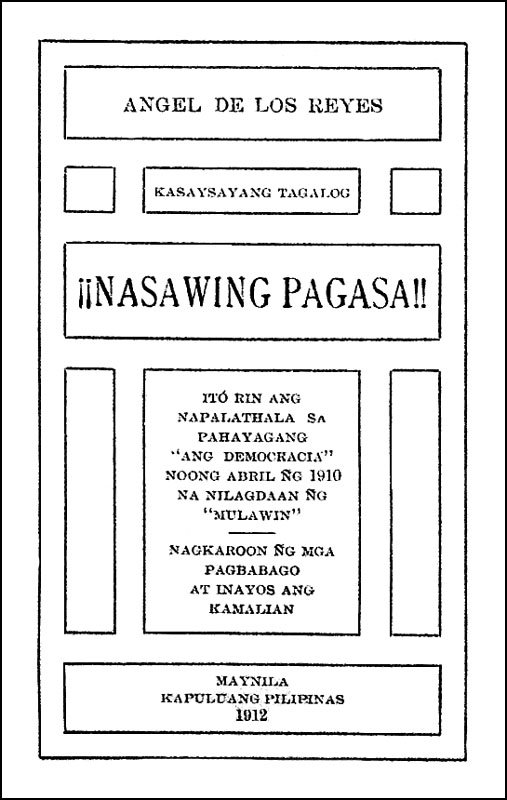 ANGEL DE LOS REYES
KASAYSAYANG TAGALOG
¡¡NASAWING PAGASA!!
ITÓ RIN ANG
NAPALATHALA SA
PAHAYAGANG
"ANG DEMOCRACIA"
NOONG ABRIL ÑG 1910
NA NILAGDAAN ÑG
"MULAWIN"
NAGKAROON ÑG MGA
PAGBABAGO
AT INAYOS ANG
KAMALIAN
MAYNILA
KAPULUANG PILIPINAS
1912